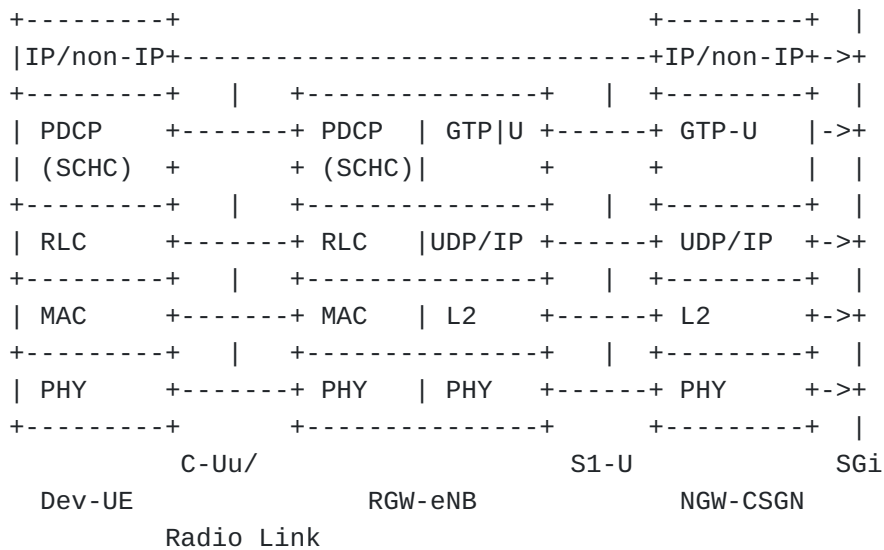 +---------+                               +---------+  |
|IP/non-IP+-------------------------------+IP/non-IP+->+
+---------+   |   +---------------+   |   +---------+  |
| PDCP    +-------+ PDCP  | GTP|U +------+ GTP-U   |->+
| (SCHC)  +       + (SCHC)|       +      +         |  |
+---------+   |   +---------------+   |  +---------+  |
| RLC     +-------+ RLC   |UDP/IP +------+ UDP/IP  +->+
+---------+   |   +---------------+   |  +---------+  |
| MAC     +-------+ MAC   | L2    +------+ L2      +->+
+---------+   |   +---------------+   |  +---------+  |
| PHY     +-------+ PHY   | PHY   +------+ PHY     +->+
+---------+       +---------------+      +---------+  |
           C-Uu/                    S1-U             SGi
  Dev-UE               RGW-eNB             NGW-CSGN
          Radio Link